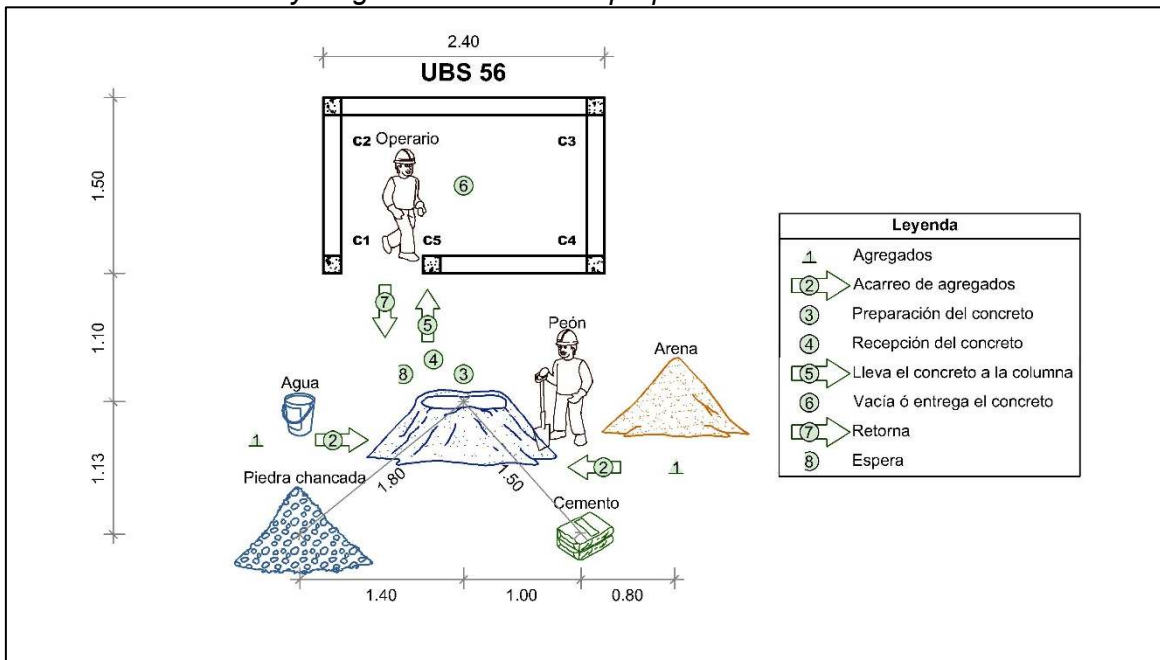 2.40
UBS 56
C2 Operario
C3
6
1.50
C1
C5
C4
7
5
Peón
1.10
4
Arena
8
3
Agua
1
2
2
1
1.13
Piedra chancada
1.80
1.50
Cemento
1.40
1.00
0.80
Leyenda
1 Agregados
2 Acarreo de agregados
3 Preparación del concreto
4 Recepción del concreto
5 Lleva el concreto a la columna
6 Vacía ó entrega el concreto
7 Retorna
8 Espera